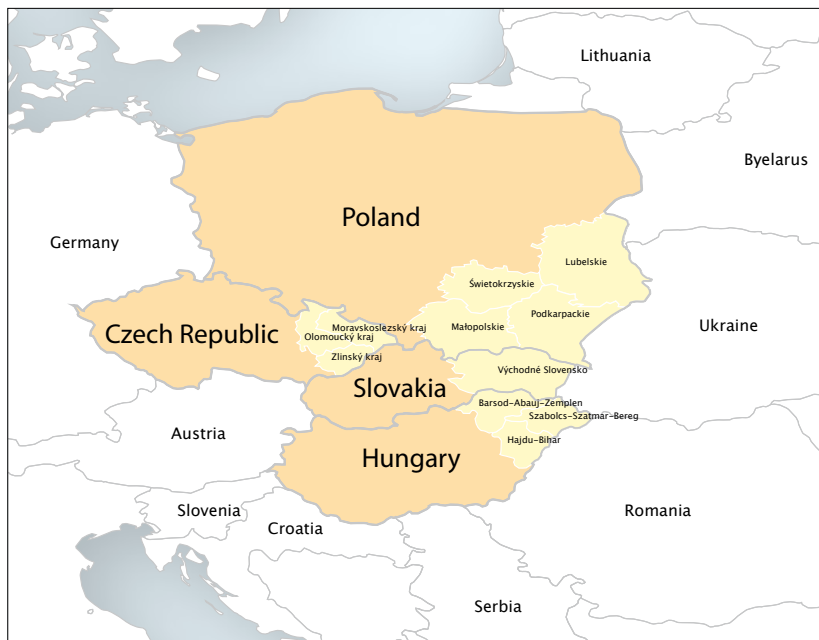 Lithuania
Byelarus
Poland
Germany
Lubelskie
Świetokrzyskie
Podkarpackie
Ukraine
Moravskoslezský kraj
Małopolskie
Czech Republic
Olomoucký kraj
Zlínský kraj
Východné Slovensko
Slovakia
Barsod-Abauj-Zemplen
Szabolcs-Szatmár-Bereg
Austria
Hajdu-Bihar
Hungary
Slovenia
Romania
Croatia
Serbia